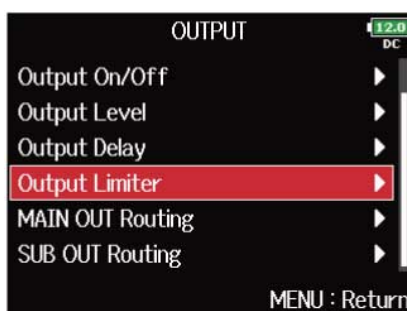 OUTPUT
12.0
DC
Output On/Off
Output Level
Output Delay
Output Limiter
MAIN OUT Routing
SUB OUT Routing
MENU : Return